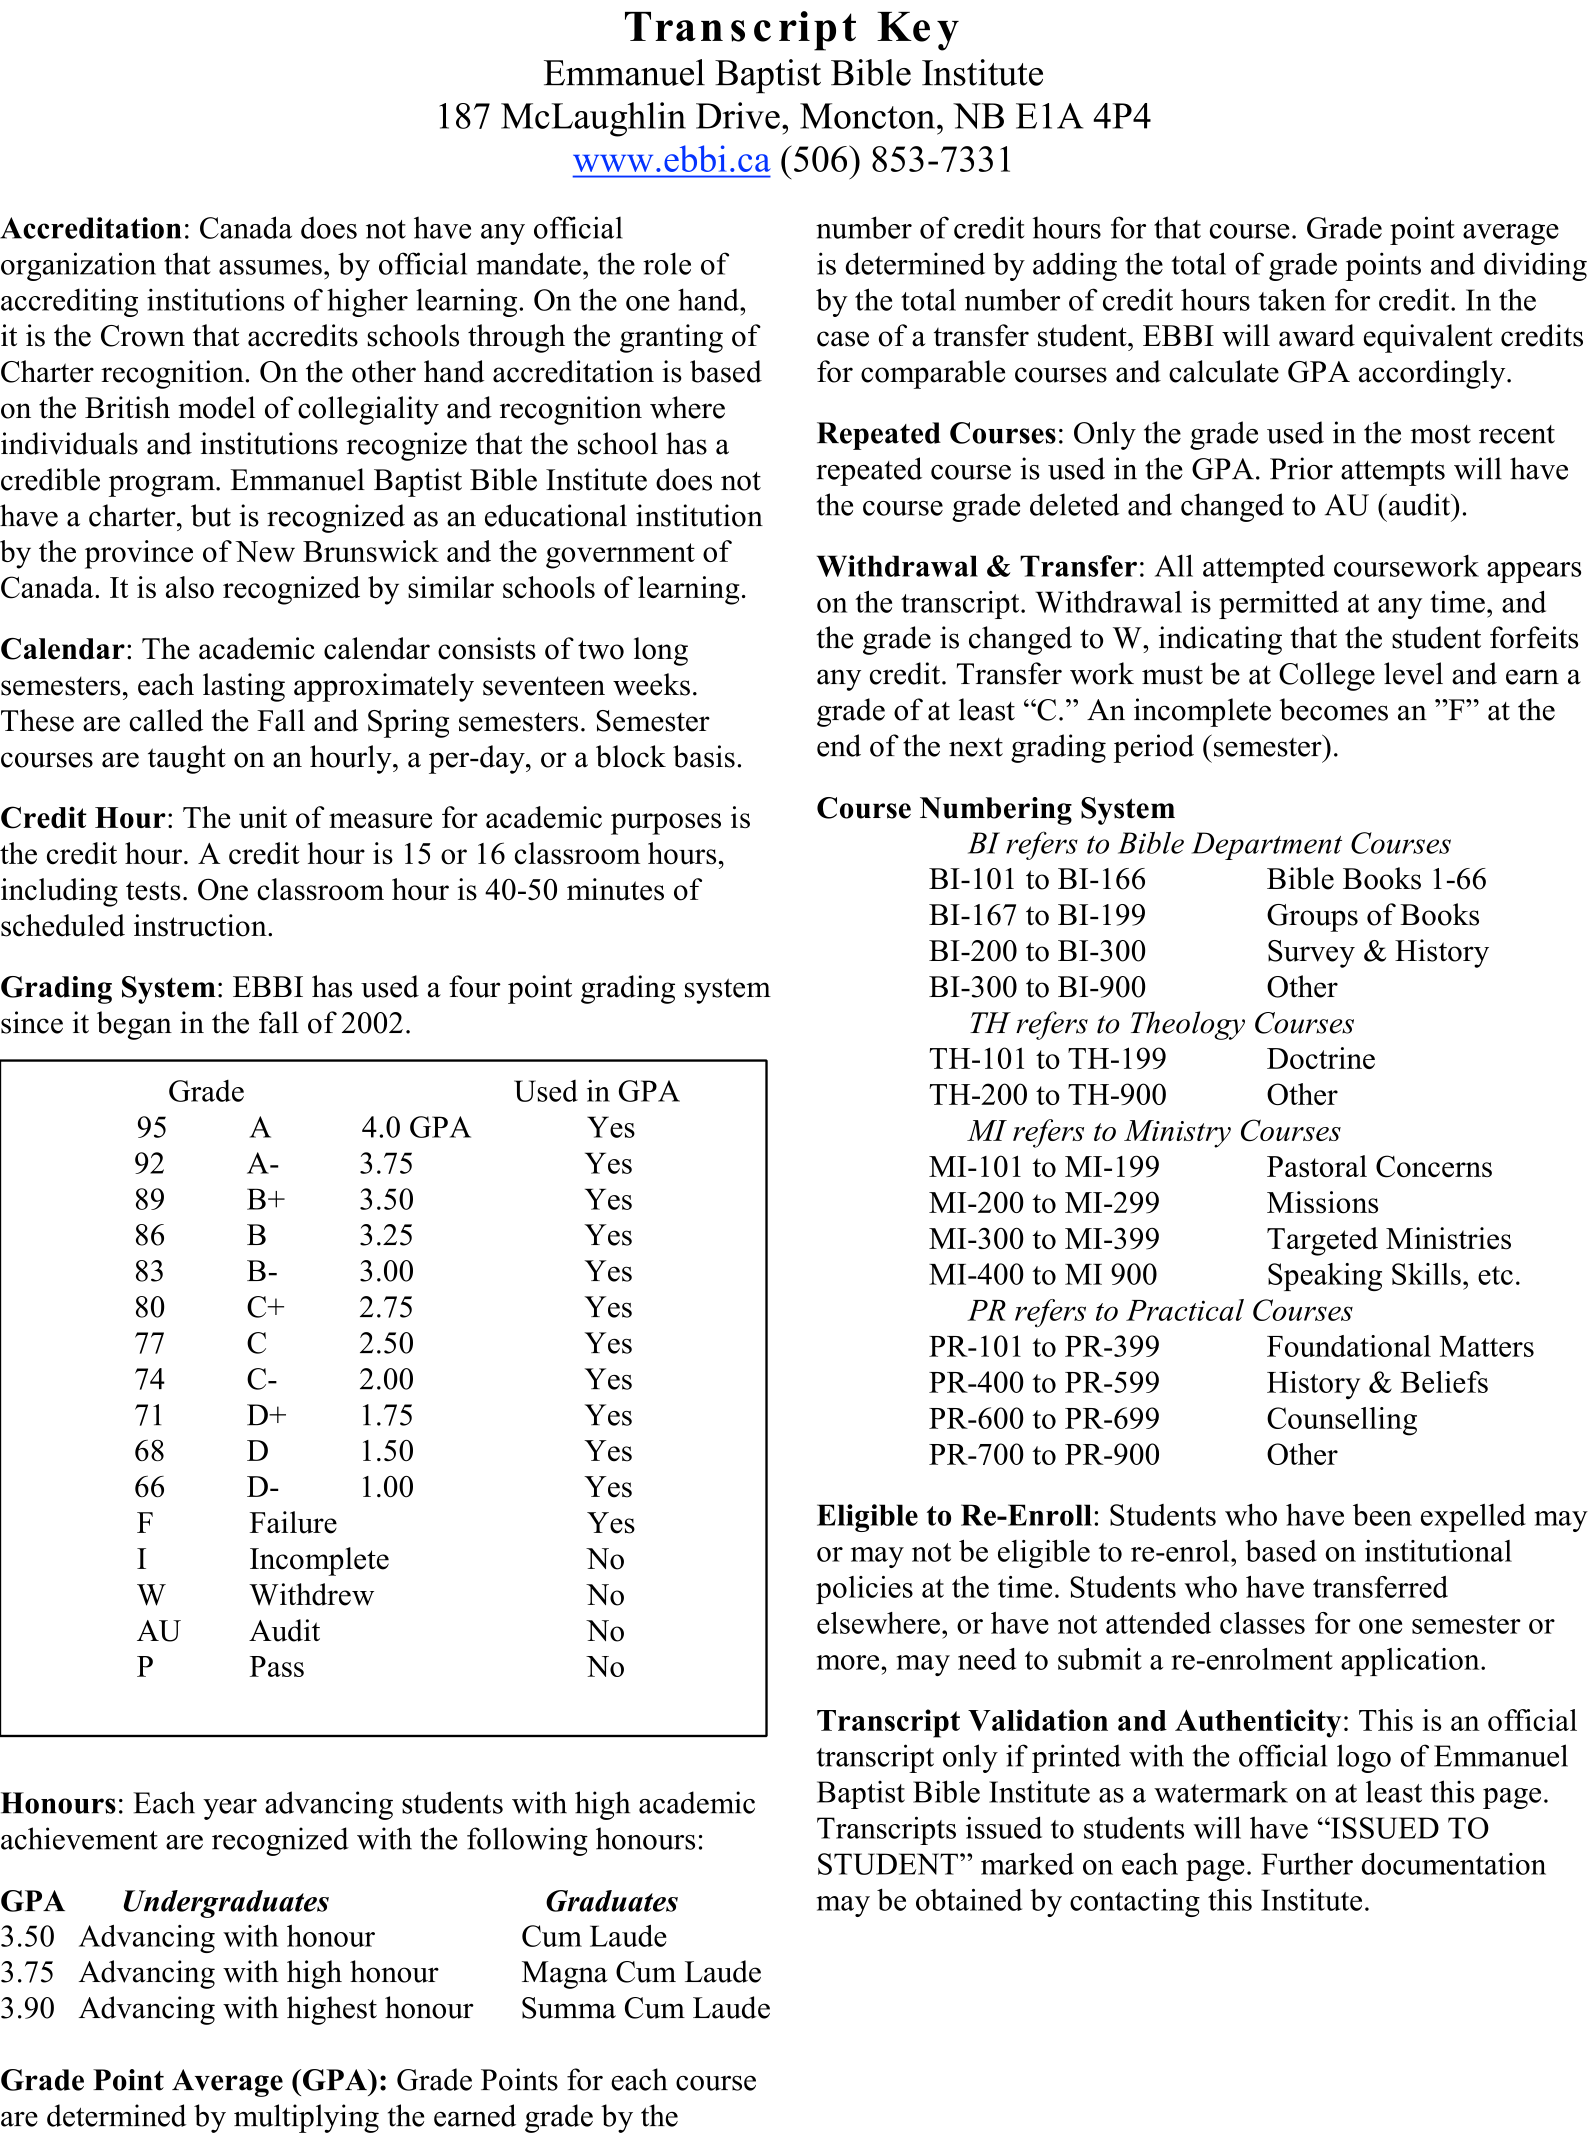 Transcript Key
Emmanuel Baptist Bible Institute
187 McLaughlin Drive, Moncton, NB E1A 4P4
www.ebbi.ca (506) 853-7331
Accreditation: Canada does not have any official
organization that assumes, by official mandate, the role of
accrediting institutions of higher learning. On the one hand,
it is the Crown that accredits schools through the granting of
Charter recognition. On the other hand accreditation is based
on the British model of collegiality and recognition where
individuals and institutions recognize that the school has a
credible program. Emmanuel Baptist Bible Institute does not
have a charter, but is recognized as an educational institution
by the province of New Brunswick and the government of
Canada. It is also recognized by similar schools of learning.
Calendar: The academic calendar consists of two long
semesters, each lasting approximately seventeen weeks.
These are called the Fall and Spring semesters. Semester
courses are taught on an hourly, a per-day, or a block basis.
Credit Hour: The unit of measure for academic purposes is
the credit hour. A credit hour is 15 or 16 classroom hours,
including tests. One classroom hour is 40-50 minutes of
scheduled instruction.
Grading System: EBBI has used a four point grading system
since it began in the fall of 2002.
Grade Used in GPA
95 A 4.0 GPA Yes
92 A- 3.75 Yes
89 B+ 3.50 Yes
86 B 3.25 Yes
83 B- 3.00 Yes
80 C+ 2.75 Yes
77 C 2.50 Yes
74 C- 2.00 Yes
71 D+ 1.75 Yes
68 D 1.50 Yes
66 D- 1.00 Yes
F Failure Yes
I Incomplete No
W Withdrew No
AU Audit No
P Pass No
Honours: Each year advancing students with high academic
achievement are recognized with the following honours:
GPA Undergraduates Graduates
3.50 Advancing with honour Cum Laude
3.75 Advancing with high honour Magna Cum Laude
3.90 Advancing with highest honour Summa Cum Laude
Grade Point Average (GPA): Grade Points for each course
are determined by multiplying the earned grade by the
number of credit hours for that course. Grade point average
is determined by adding the total of grade points and dividing
by the total number of credit hours taken for credit. In the
case of a transfer student, EBBI will award equivalent credits
for comparable courses and calculate GPA accordingly.
Repeated Courses: Only the grade used in the most recent
repeated course is used in the GPA. Prior attempts will have
the course grade deleted and changed to AU (audit).
Withdrawal & Transfer: All attempted coursework appears
on the transcript. Withdrawal is permitted at any time, and
the grade is changed to W, indicating that the student forfeits
any credit. Transfer work must be at College level and earn a
grade of at least “C.” An incomplete becomes an ”F” at the
end of the next grading period (semester).
Course Numbering System
BI refers to Bible Department Courses
BI-101 to BI-166 Bible Books 1-66
BI-167 to BI-199 Groups of Books
BI-200 to BI-300 Survey & History
BI-300 to BI-900 Other
TH refers to Theology Courses
TH-101 to TH-199 Doctrine
TH-200 to TH-900 Other
MI refers to Ministry Courses
MI-101 to MI-199 Pastoral Concerns
MI-200 to MI-299 Missions
MI-300 to MI-399 Targeted Ministries
MI-400 to MI 900 Speaking Skills, etc.
PR refers to Practical Courses
PR-101 to PR-399 Foundational Matters
PR-400 to PR-599 History & Beliefs
PR-600 to PR-699 Counselling
PR-700 to PR-900 Other
Eligible to Re-Enroll: Students who have been expelled may
or may not be eligible to re-enrol, based on institutional
policies at the time. Students who have transferred
elsewhere, or have not attended classes for one semester or
more, may need to submit a re-enrolment application.
Transcript Validation and Authenticity: This is an official
transcript only if printed with the official logo of Emmanuel
Baptist Bible Institute as a watermark on at least this page.
Transcripts issued to students will have “ISSUED TO
STUDENT” marked on each page. Further documentation
may be obtained by contacting this Institute.